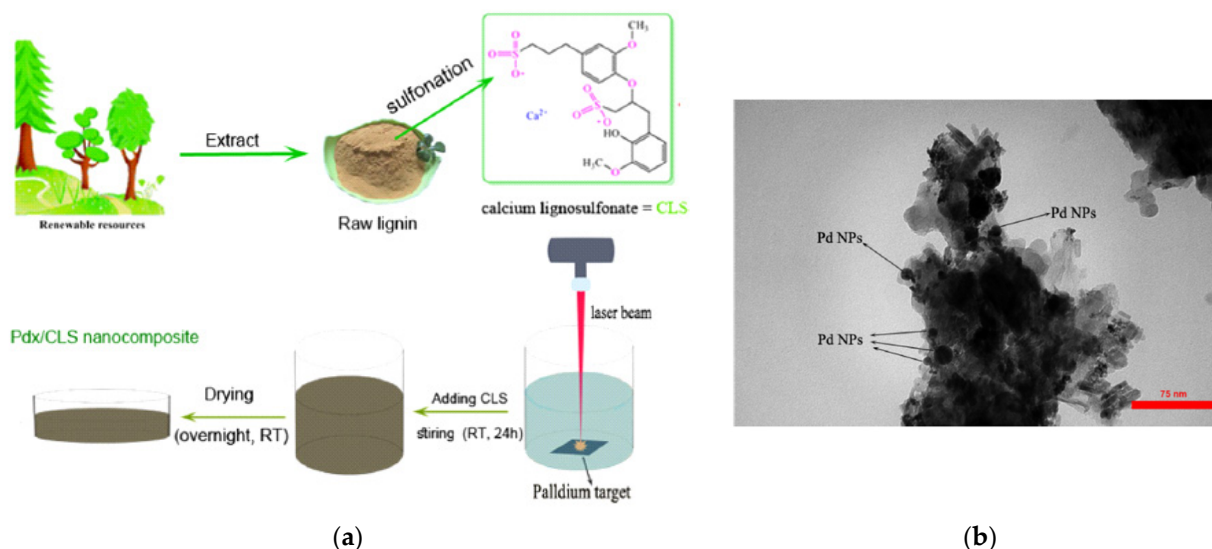 CH₃
O
O
O
S
O
O
O
S
O
O
Ca²⁺
HO
H₃C
O
sulfonation
Extract
Renewable resources
Raw lignin
calcium lignosulfonate = CLS
laser beam
Pdx/CLS nanocomposite
Drying
(overnight, RT)
Adding CLS
stiring (RT, 24h)
Palldium target
(a)
Pd NPs
Pd NPs
Pd NPs
75 nm
(b)